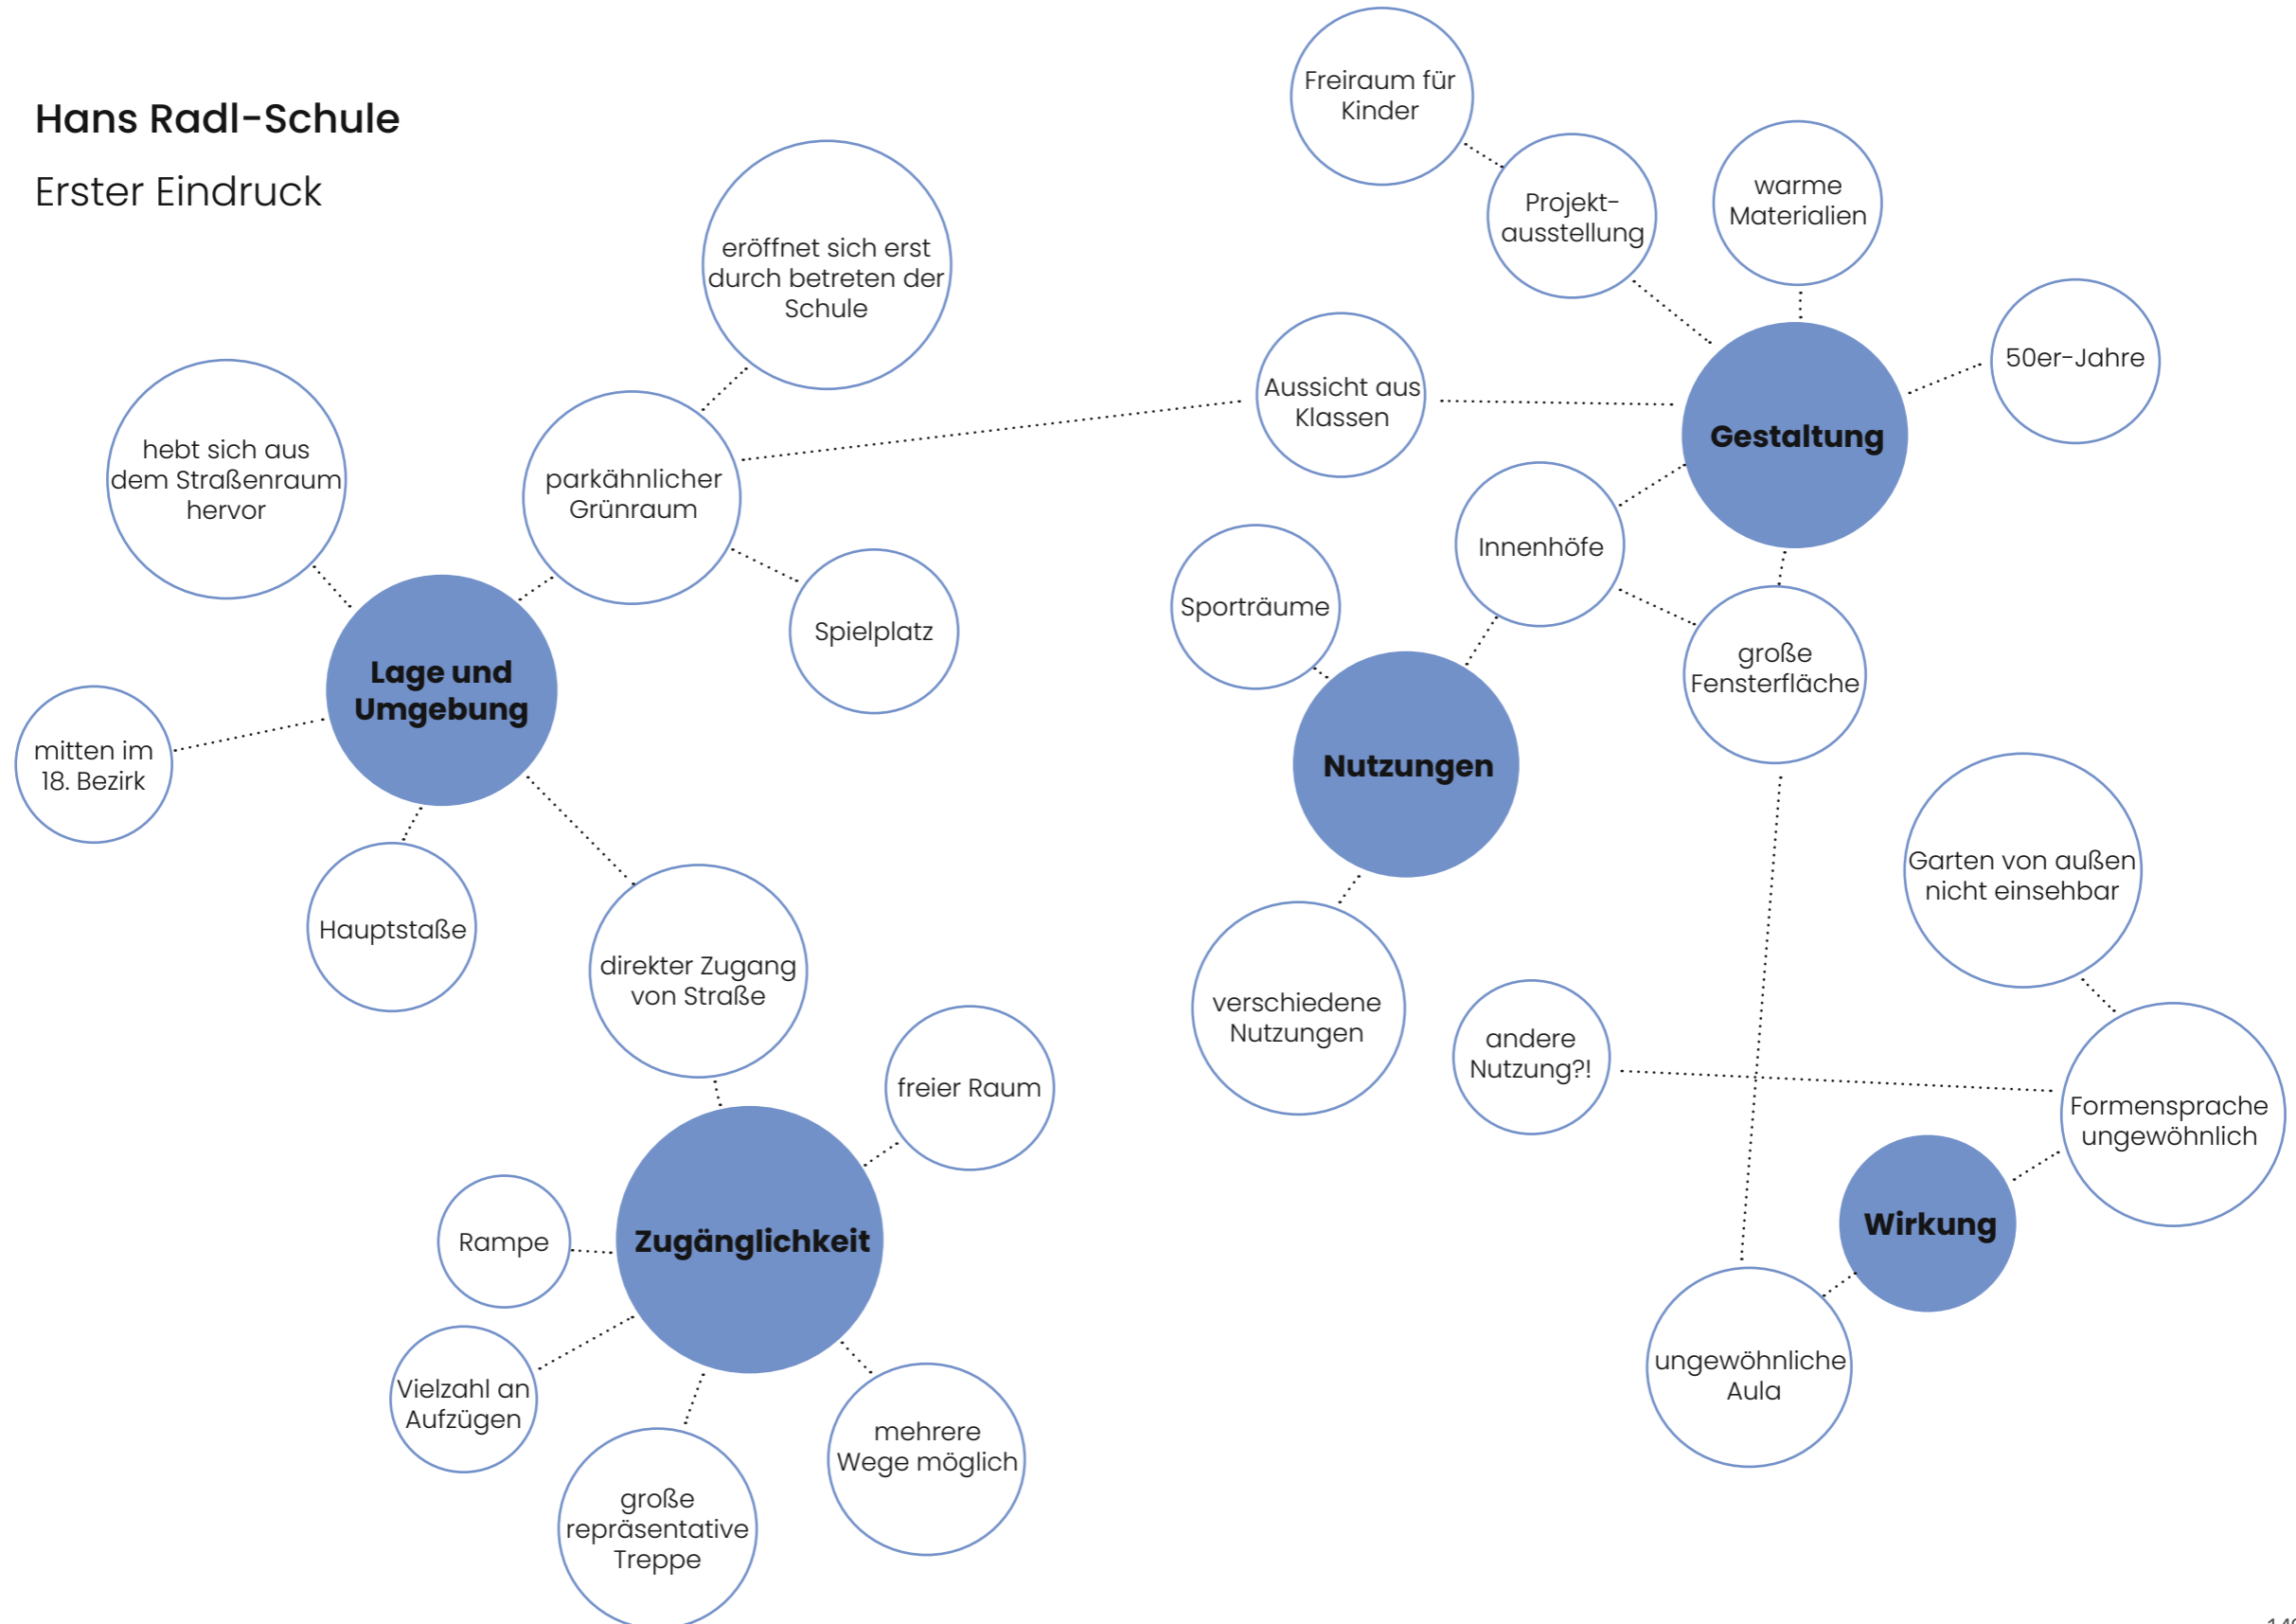 Hans Radl-Schule
Erster Eindruck
eröffnet sich erst
durch betreten der
Schule
hebt sich aus
dem Straßenraum
hervor
parkähnlicher
Grünraum
Spielplatz
Lage und
Umgebung
mitten im
18. Bezirk
Hauptstaße
direkter Zugang
von Straße
freier Raum
Rampe
Zugänglichkeit
Vielzahl an
Aufzügen
große
repräsentative
Treppe
mehrere
Wege möglich
Freiraum für
Kinder
Projekt-
ausstellung
warme
Materialien
50er-Jahre
Aussicht aus
Klassen
Gestaltung
Innenhöfe
Sporträume
große
Fensterfläche
Nutzungen
verschiedene
Nutzungen
andere
Nutzung?!
Garten von außen
nicht einsehbar
Formensprache
ungewöhnlich
Wirkung
ungewöhnliche
Aula